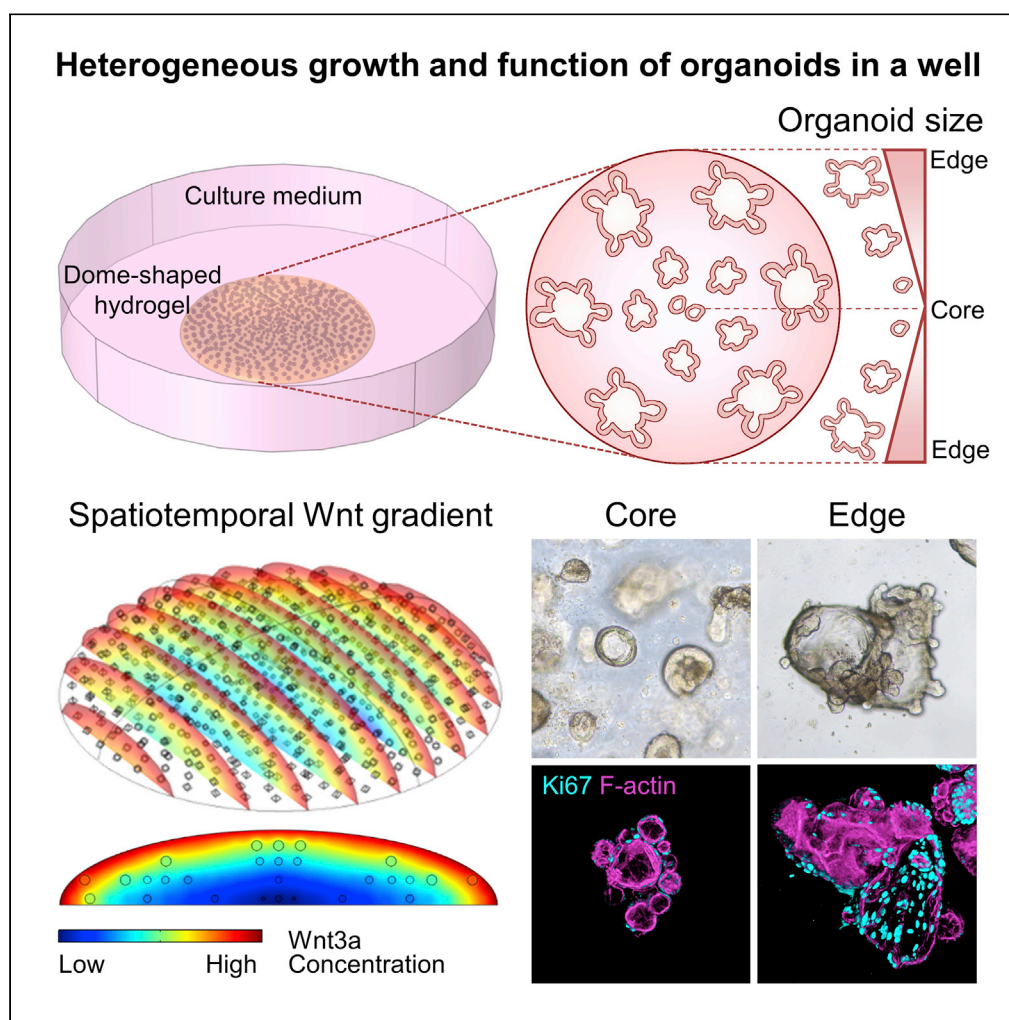 Heterogeneous growth and function of organoids in a well
Organoid size
Culture medium
Dome-shaped
hydrogel
Edge
Core
Edge
Spatiotemporal Wnt gradient
Core
Edge
Ki67 F-actin
Low
High
Wnt3a
Concentration